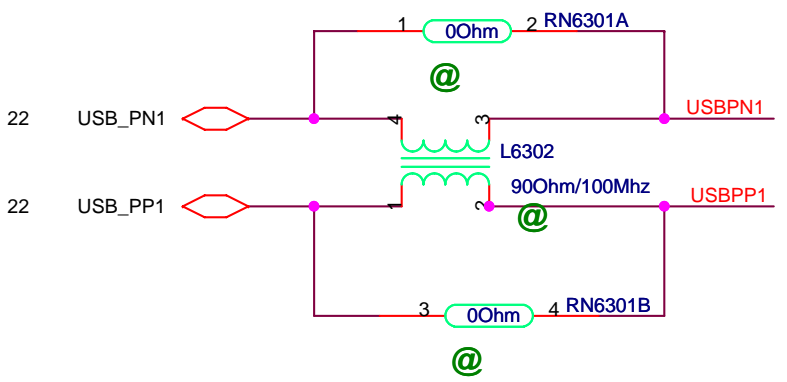 1 0Ohm 2 RN6301A
@
22 USB_PN1 4 3 USBPN1
L6302
90Ohm/100Mhz
22 USB_PP1 1 2 @ USBPP1
3 0Ohm 4 RN6301B
@